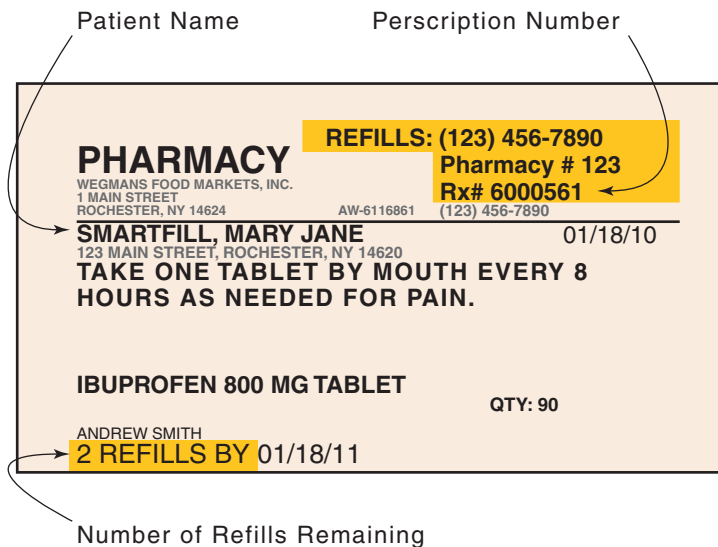 Patient Name
Perscription Number
REFILLS: (123) 456-7890
PHARMACY
Pharmacy # 123
WEGMANS FOOD MARKETS, INC.
Rx# 6000561
1 MAIN STREET
ROCHESTER, NY 14624 AW-6116861 (123) 456-7890
SMARTFILL, MARY JANE 01/18/10
123 MAIN STREET, ROCHESTER, NY 14620
TAKE ONE TABLET BY MOUTH EVERY 8
HOURS AS NEEDED FOR PAIN.
IBUPROFEN 800 MG TABLET
QTY: 90
ANDREW SMITH
2 REFILLS BY 01/18/11
Number of Refills Remaining